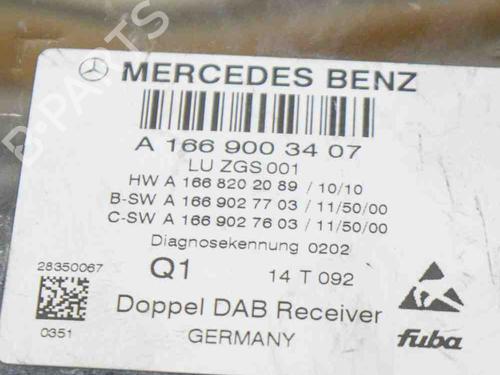 B-PARTS
MERCEDES BENZ
A 166 900 34 07
LU ZGS 001
HW A 166 820 20 89 / 10/10
B-SW A 166 902 77 03 / 11/50/00
C-SW A 166 902 76 03 / 11/50/00
Diagnosekennung 0202
28350067
Q1 14 T 092
Doppel DAB Receiver
0351
GERMANY
fuba